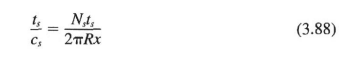 t_s / c_s = N_s t_s / 2πRx (3.88)